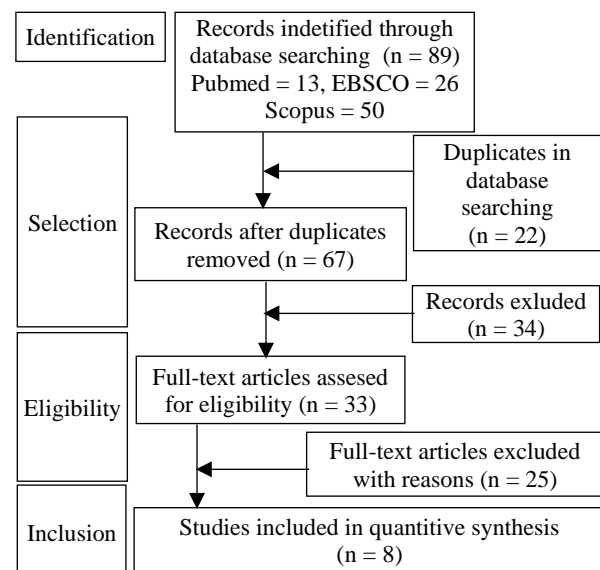 Identification
Records indetified through
database searching (n = 89)
Pubmed = 13, EBSCO = 26
Scopus = 50
Selection
Duplicates in
database
searching
(n = 22)
Records after duplicates
removed (n = 67)
Records exluded
(n = 34)
Eligibility
Full-text articles assesed
for eligibility (n = 33)
Full-text articles excluded
with reasons (n = 25)
Inclusion
Studies included in quantitive synthesis
(n = 8)